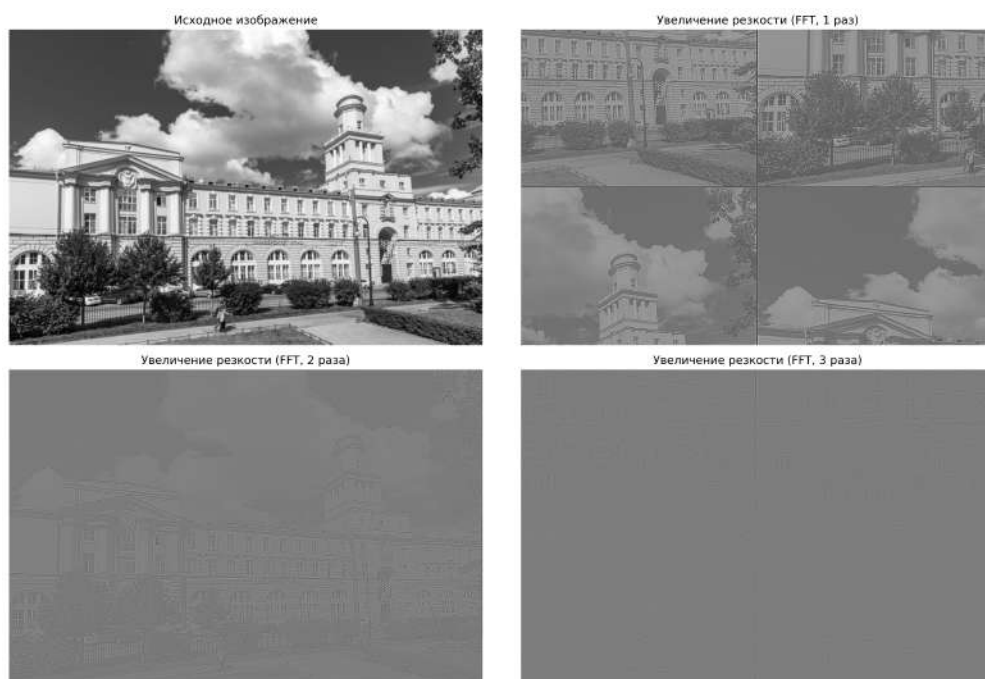 Исходное изображение
Увеличение резкости (FFT, 1 раз)
Увеличение резкости (FFT, 2 раза)
Увеличение резкости (FFT, 3 раза)